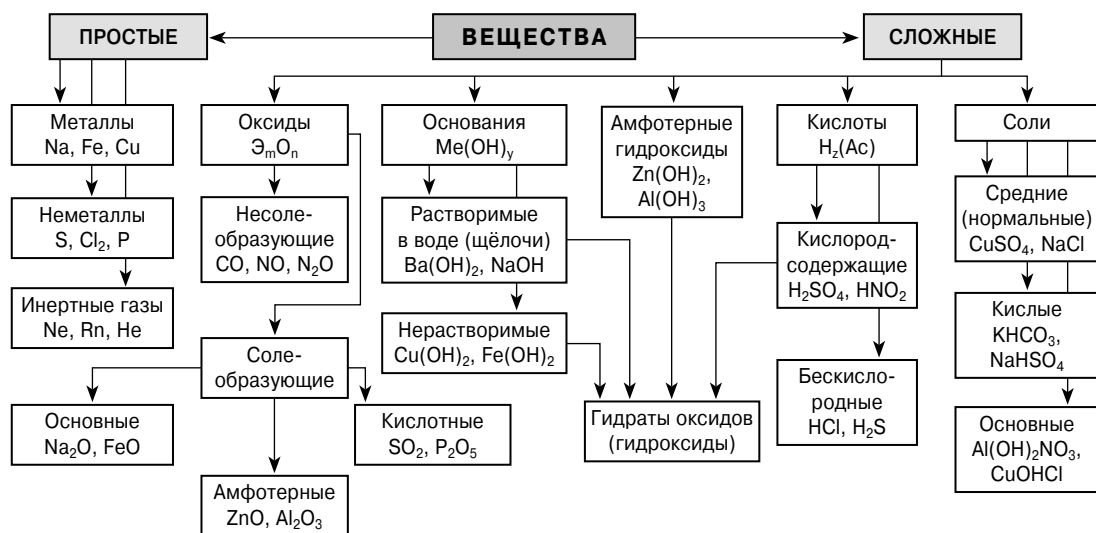 ВЕЩЕСТВА
ПРОСТЫЕ
СЛОЖНЫЕ
Металлы
Na, Fe, Cu
Неметаллы
S, Cl₂, P
Инертные газы
Ne, Rn, He
Оксиды
ЭₘOₙ
Несоле-
образующие
CO, NO, N₂O
Соле-
образующие
Основные
Na₂O, FeO
Амфотерные
ZnO, Al₂O₃
Кислотные
SO₂, P₂O₅
Основания
Me(OH)ᵧ
Растворимые
в воде (щёлочи)
Ba(OH)₂, NaOH
Нерастворимые
Cu(OH)₂, Fe(OH)₂
Амфотерные
гидроксиды
Zn(OH)₂,
Al(OH)₃
Гидраты оксидов
(гидроксиды)
Кислоты
H_z(Ac)
Кислород-
содержащие
H₂SO₄, HNO₂
Бескисло-
родные
HCl, H₂S
Соли
Средние
(нормальные)
CuSO₄, NaCl
Кислые
KHCO₃,
NaHSO₄
Основные
Al(OH)₂NO₃,
CuOHCl